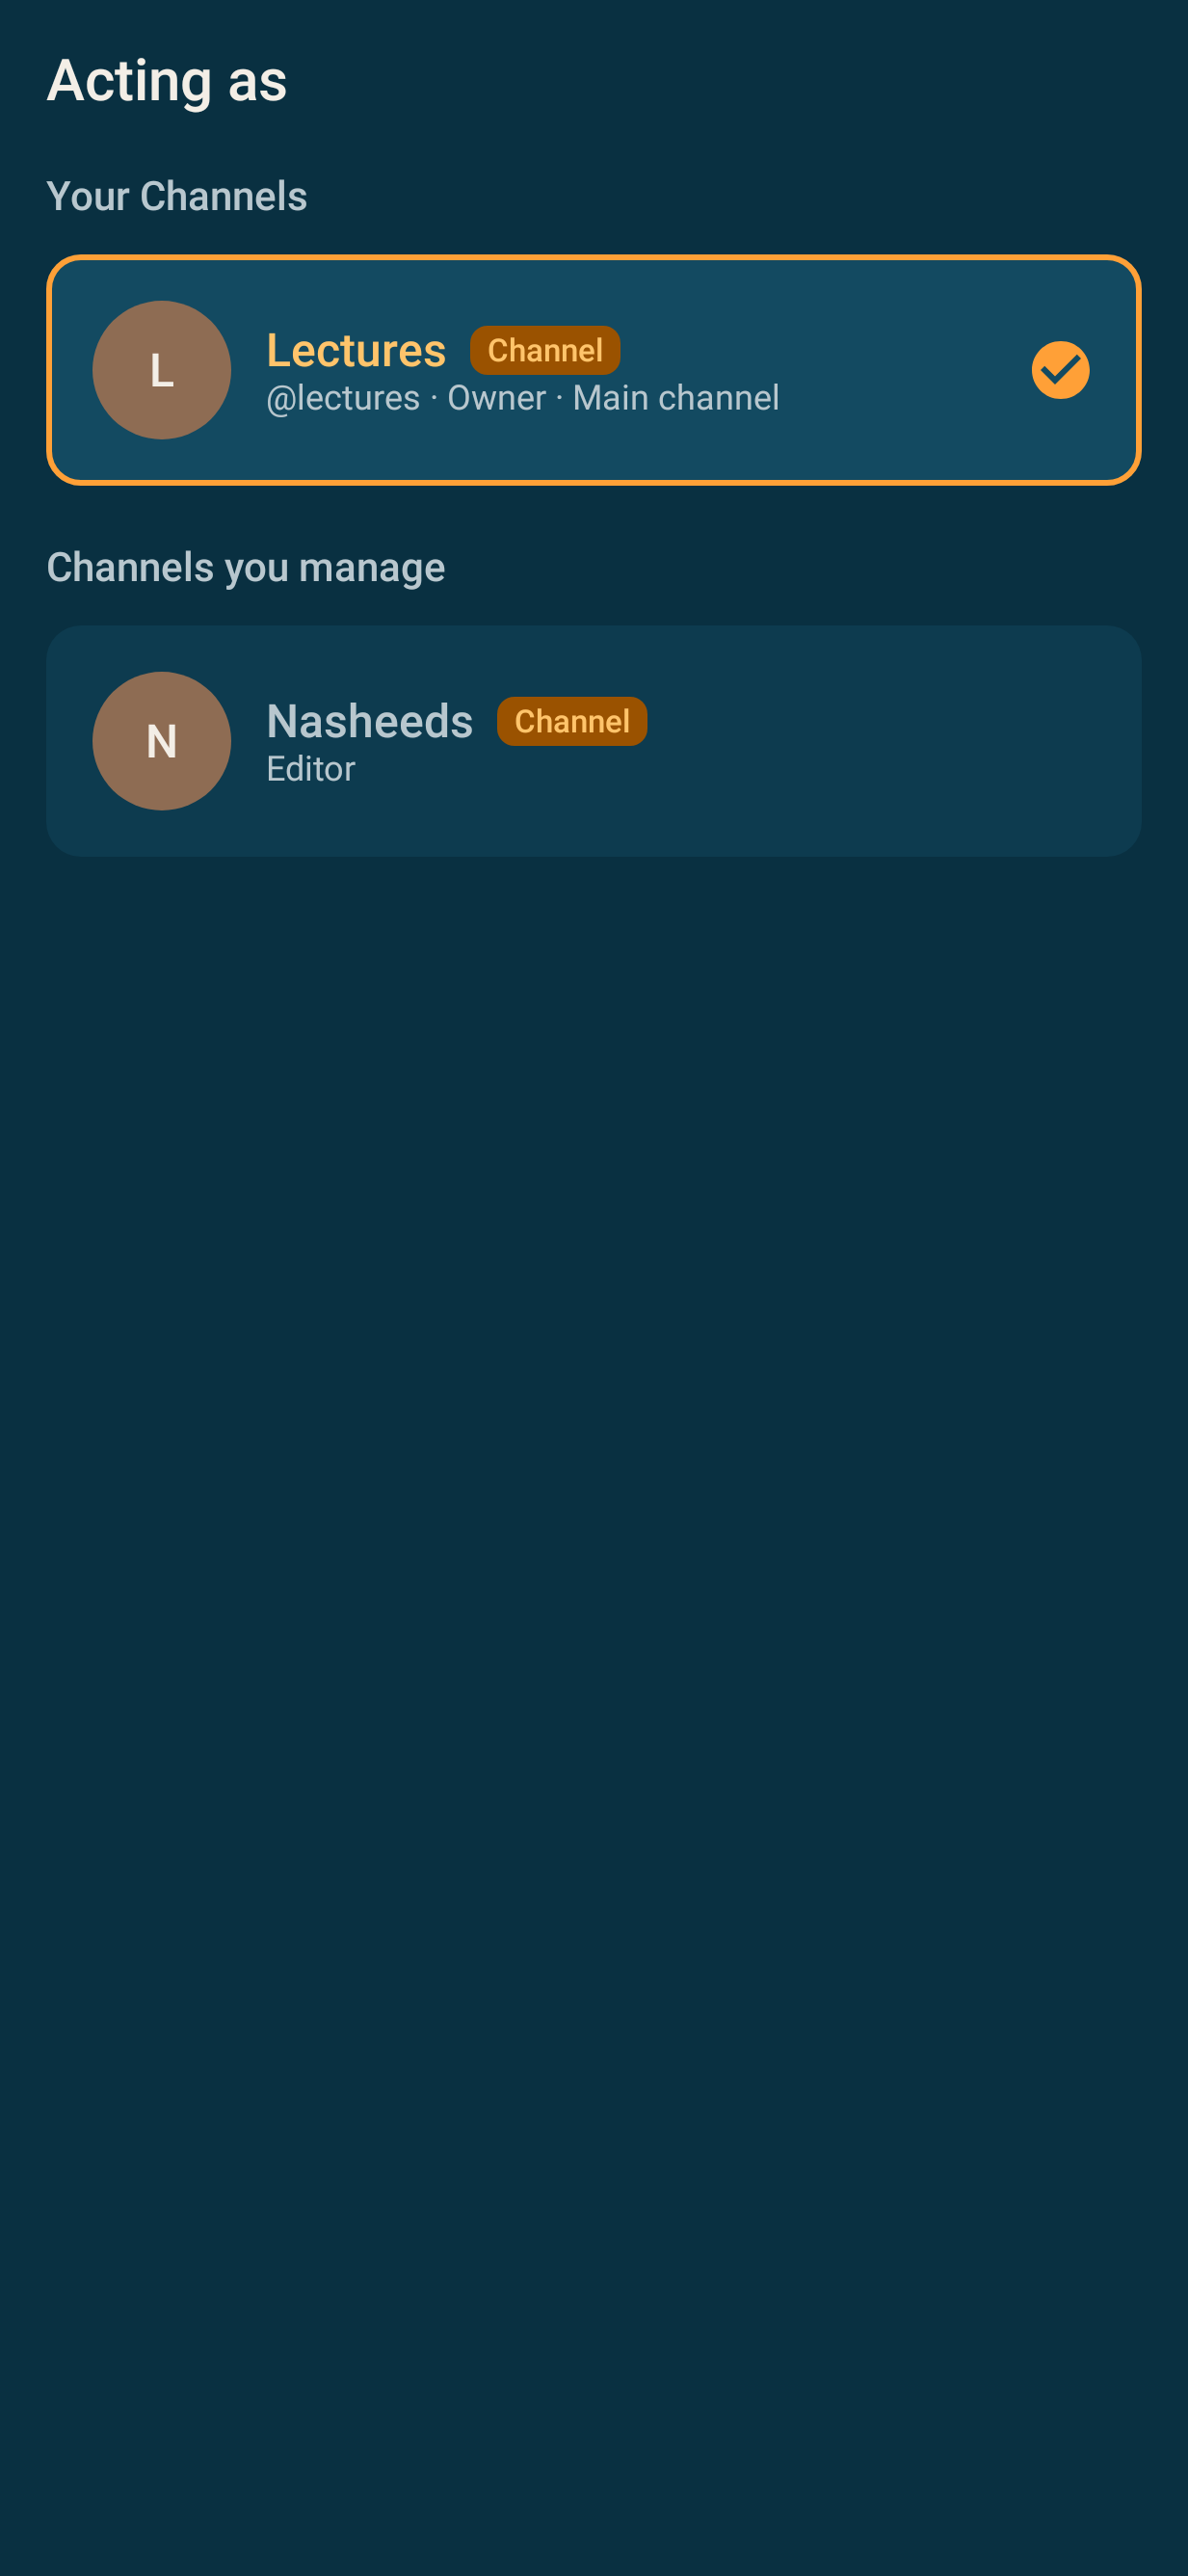 Acting as
Your Channels
L
Lectures Channel
@lectures · Owner · Main channel
Channels you manage
N
Nasheeds Channel
Editor